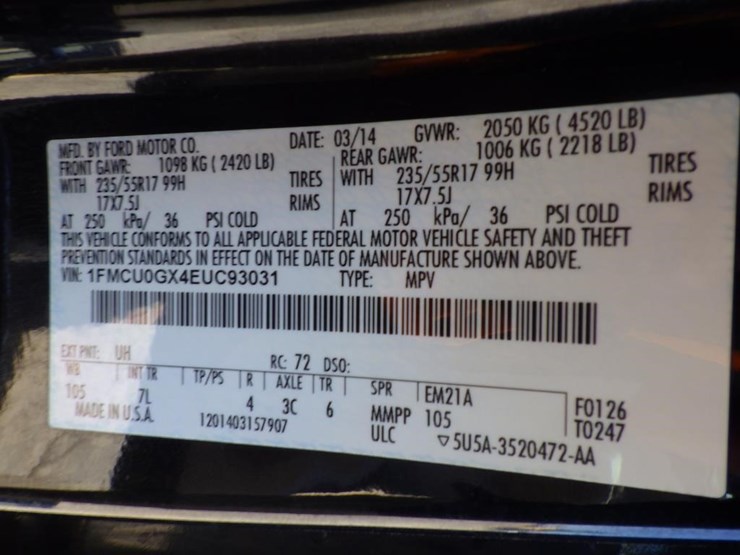 MFD. BY FORD MOTOR CO. DATE: 03/14 GVWR: 2050 KG ( 4520 LB)
FRONT GAWR: 1098 KG ( 2420 LB) REAR GAWR: 1006 KG ( 2218 LB)
WITH 235/55R17 99H TIRES WITH 235/55R17 99H TIRES
17X7.5J RIMS 17X7.5J RIMS
AT 250 kPa/ 36 PSI COLD AT 250 kPa/ 36 PSI COLD
THIS VEHICLE CONFORMS TO ALL APPLICABLE FEDERAL MOTOR VEHICLE SAFETY AND THEFT
PREVENTION STANDARDS IN EFFECT ON THE DATE OF MANUFACTURE SHOWN ABOVE.
VIN: 1FMCU0GX4EUC93031 TYPE: MPV
EXT PNT: UH RC: 72 DSO:
WB INT TR TP/PS R AXLE TR SPR EM21A F0126
105 7L 4 3C 6 MMPP 105 T0247
MADE IN U.S.A. 1201403157907 ULC ▽5U5A-3520472-AA